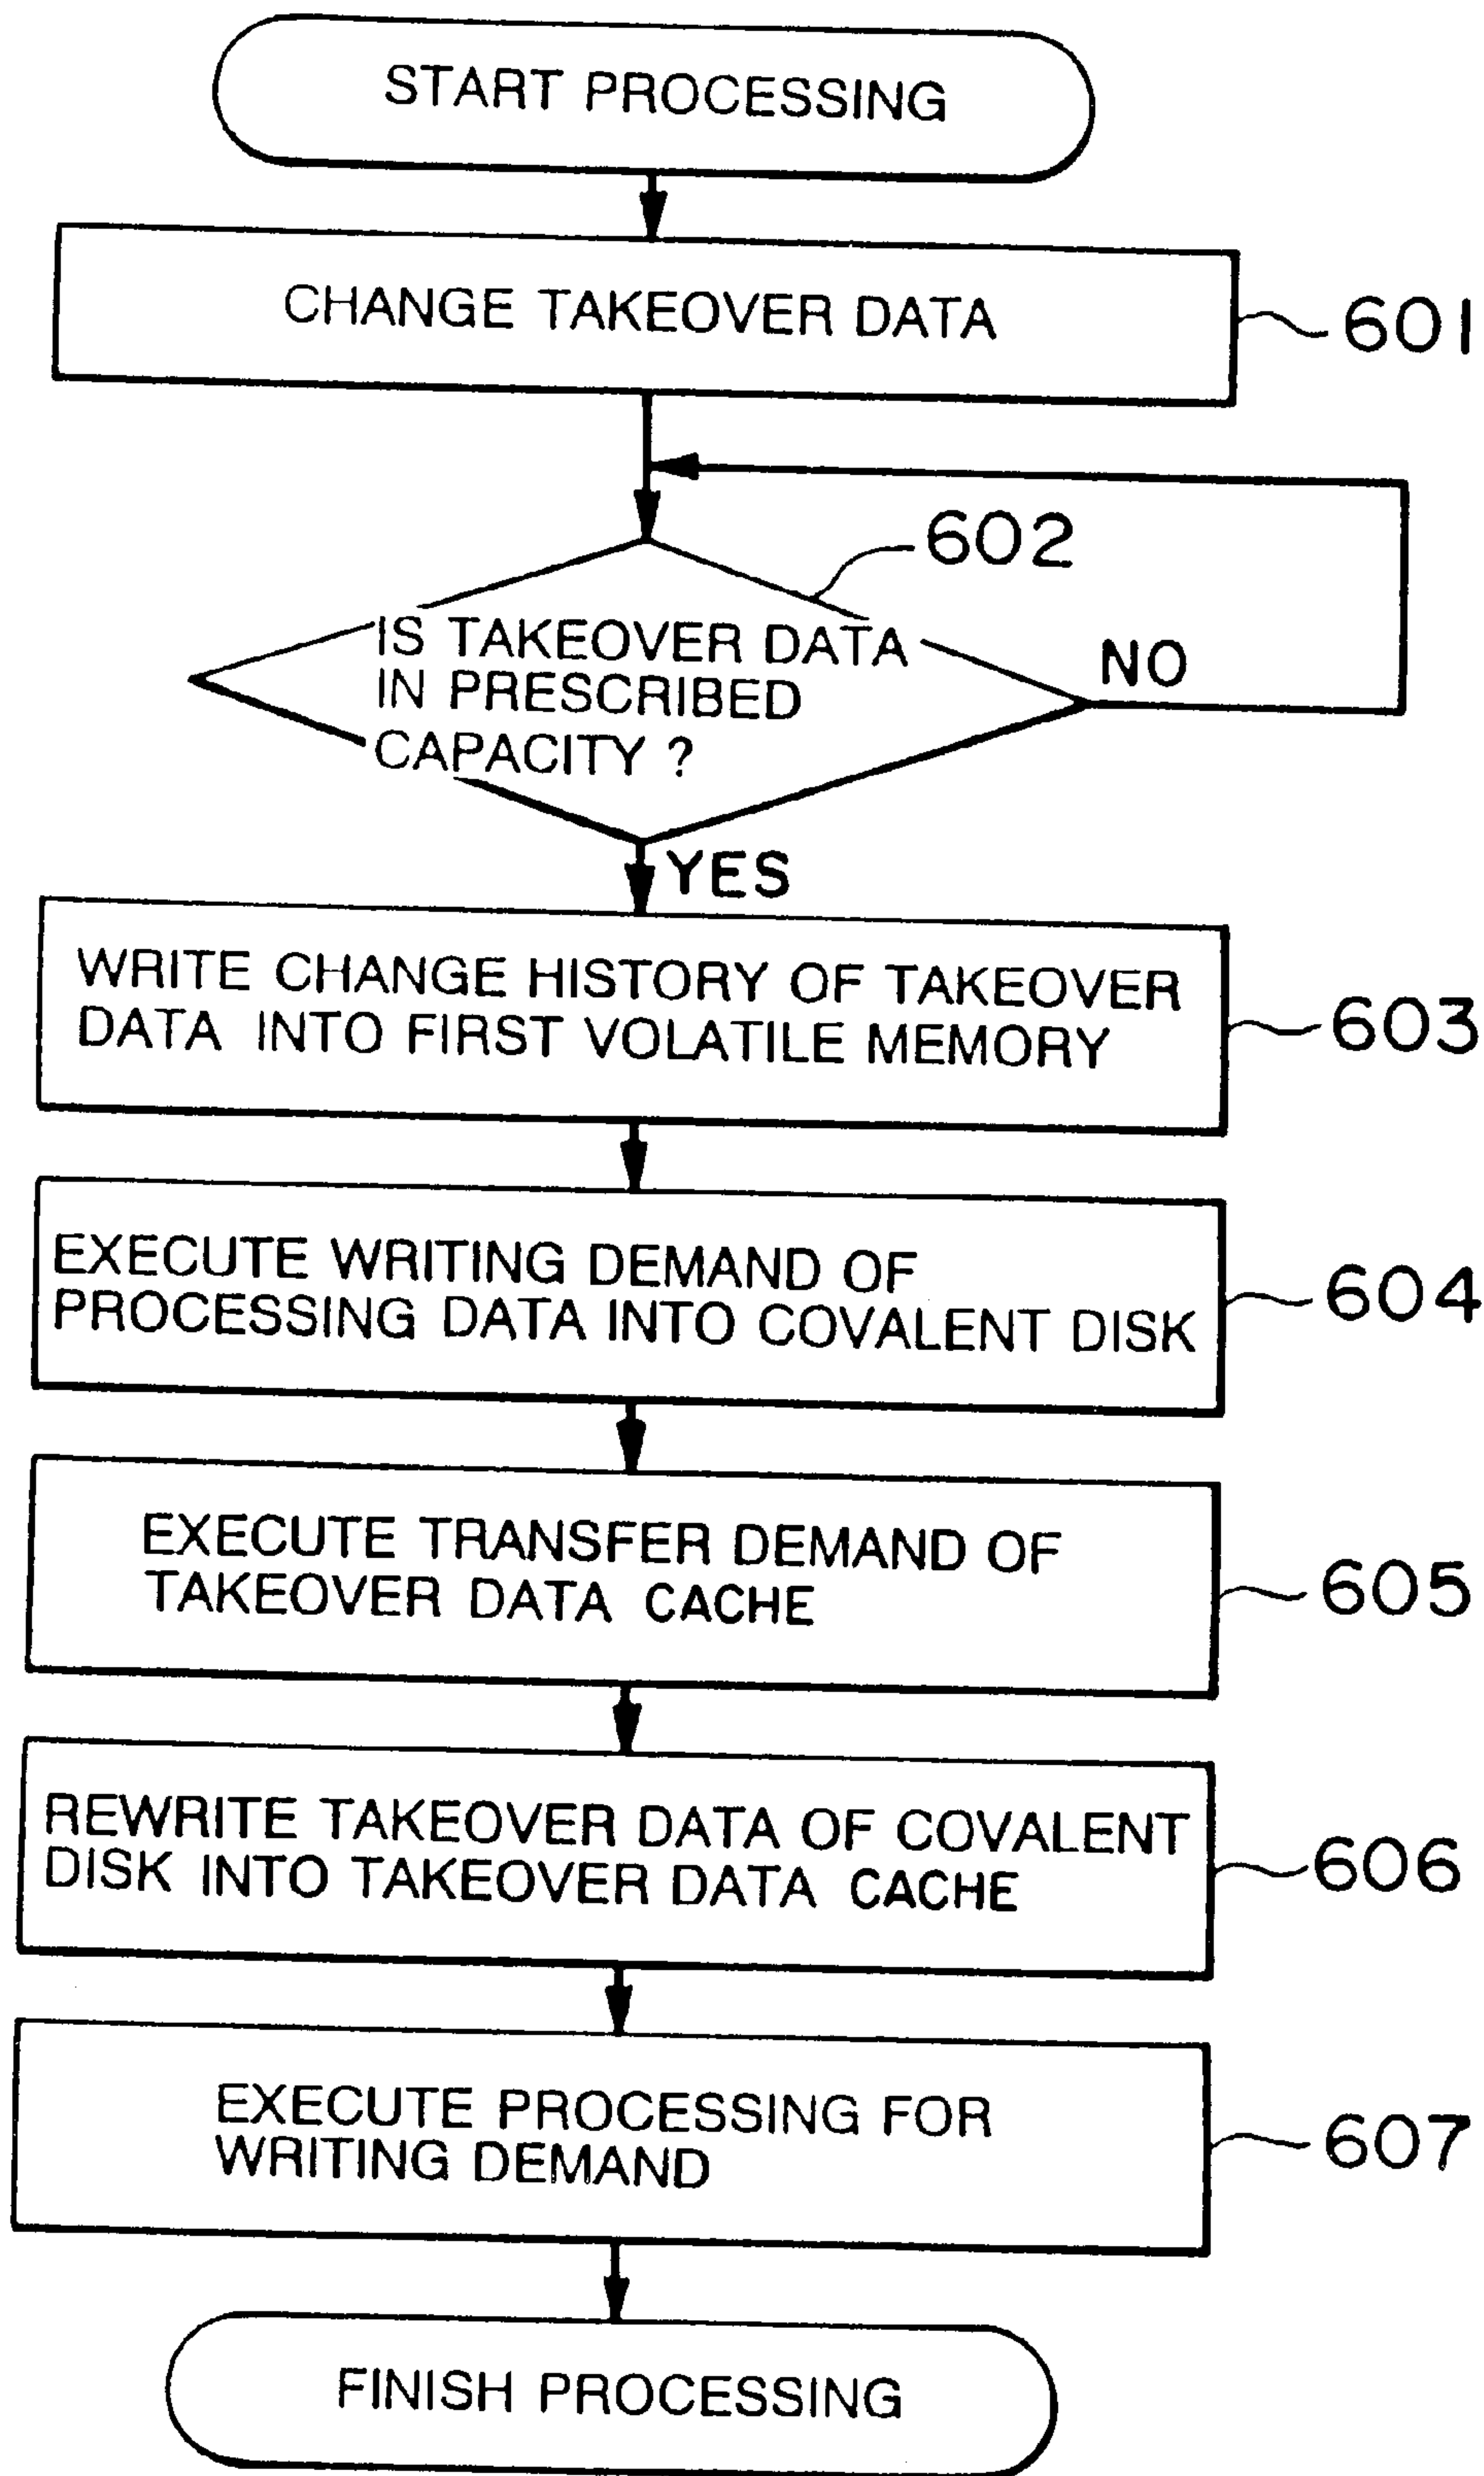 START PROCESSING
CHANGE TAKEOVER DATA
601
602
IS TAKEOVER DATA
IN PRESCRIBED
CAPACITY ?
NO
YES
WRITE CHANGE HISTORY OF TAKEOVER
DATA INTO FIRST VOLATILE MEMORY
603
EXECUTE WRITING DEMAND OF
PROCESSING DATA INTO COVALENT DISK
604
EXECUTE TRANSFER DEMAND OF
TAKEOVER DATA CACHE
605
REWRITE TAKEOVER DATA OF COVALENT
DISK INTO TAKEOVER DATA CACHE
606
EXECUTE PROCESSING FOR
WRITING DEMAND
607
FINISH PROCESSING